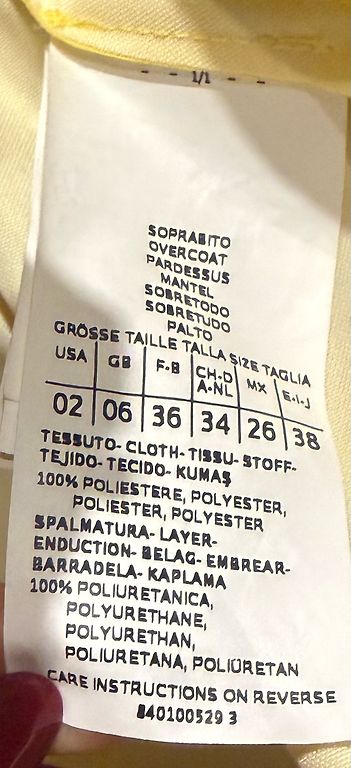 - - 1/1 - -
SOPRABITO
OVERCOAT
PARDESSUS
MANTEL
SOBRETODO
SOBRETUDO
PALTO
GRÖSSE TAILLE TALLA SIZE TAGLIA
USA GB F-B CH-D A-NL MX E-I-J
02 06 36 34 26 38
TESSUTO- CLOTH- TISSU- STOFF-
TEJIDO- TECIDO- KUMAŞ
100% POLIESTERE, POLYESTER,
POLIESTER, POLYESTER
SPALMATURA- LAYER-
ENDUCTION- BELAG- EMBREAR-
BARRADELA- KAPLAMA
100% POLIURETANICA,
POLYURETHANE,
POLYURETHAN,
POLIURETANA, POLIÜRETAN
CARE INSTRUCTIONS ON REVERSE
840100529 3